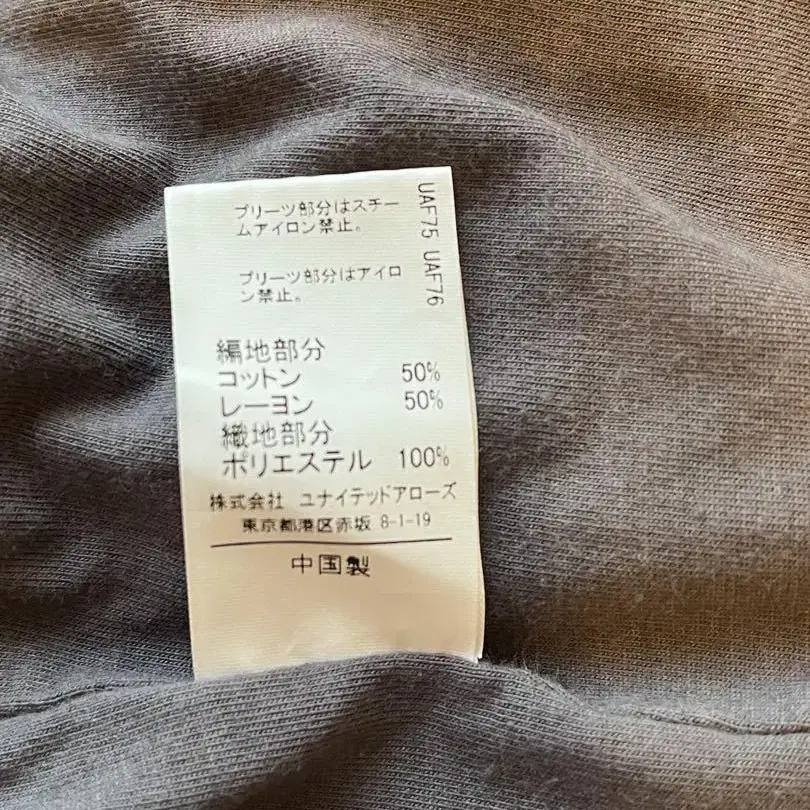 プリーツ部分はスチー
ムアイロン禁止。
プリーツ部分はアイロ
ン禁止。
UAF75 UAF76
編地部分
コットン 50%
レーヨン 50%
織地部分
ポリエステル 100%
株式会社 ユナイテッドアローズ
東京都港区赤坂 8-1-19
中国製